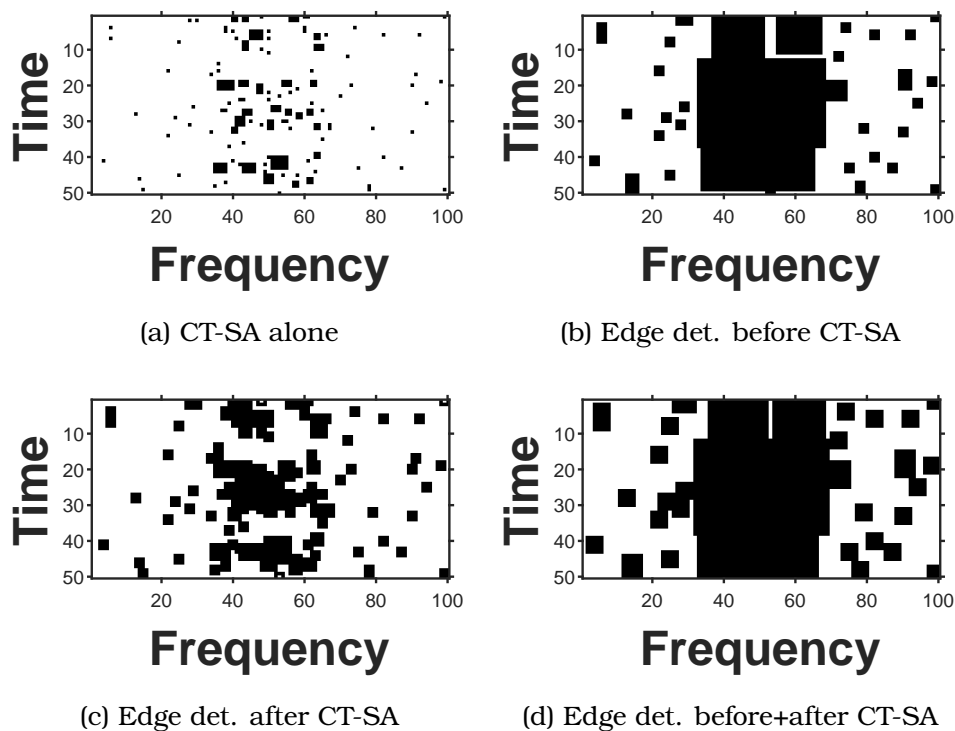 10
20
30
40
50
Time
20 40 60 80 100
Frequency
(a) CT-SA alone
10
20
30
40
50
Time
20 40 60 80 100
Frequency
(b) Edge det. before CT-SA
10
20
30
40
50
Time
20 40 60 80 100
Frequency
(c) Edge det. after CT-SA
10
20
30
40
50
Time
20 40 60 80 100
Frequency
(d) Edge det. before+after CT-SA